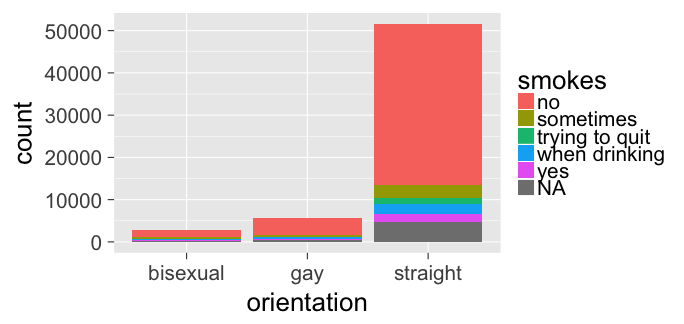 50000
40000
30000
20000
10000
0
count
bisexual gay straight
orientation
smokes
no
sometimes
trying to quit
when drinking
yes
NA